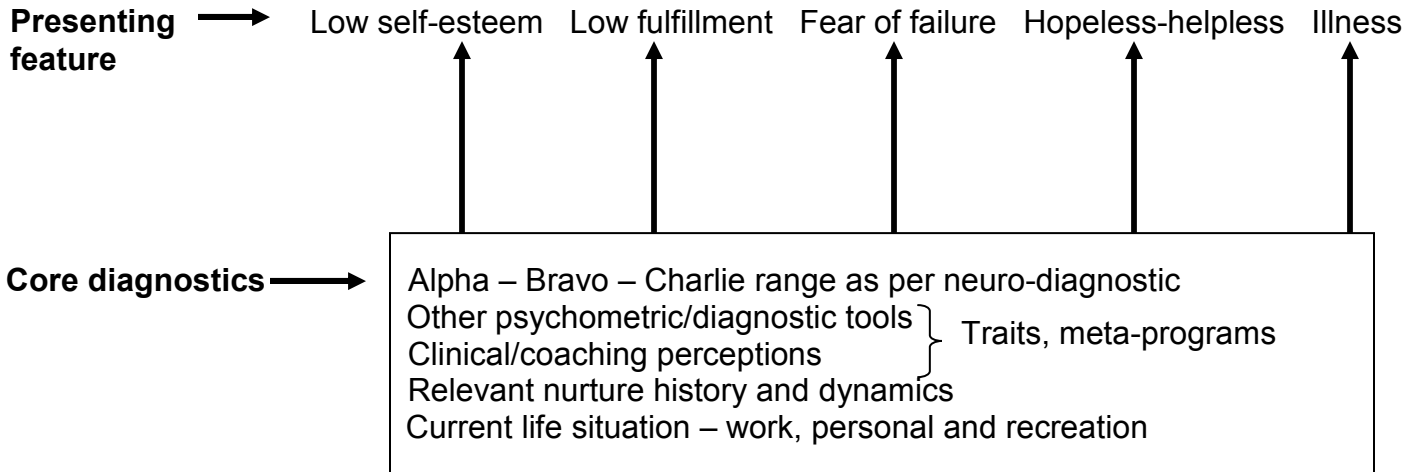 Presenting feature
Low self-esteem Low fulfillment Fear of failure Hopeless-helpless Illness
Core diagnostics
Alpha – Bravo – Charlie range as per neuro-diagnostic
Other psychometric/diagnostic tools
Clinical/coaching perceptions
Traits, meta-programs
Relevant nurture history and dynamics
Current life situation – work, personal and recreation